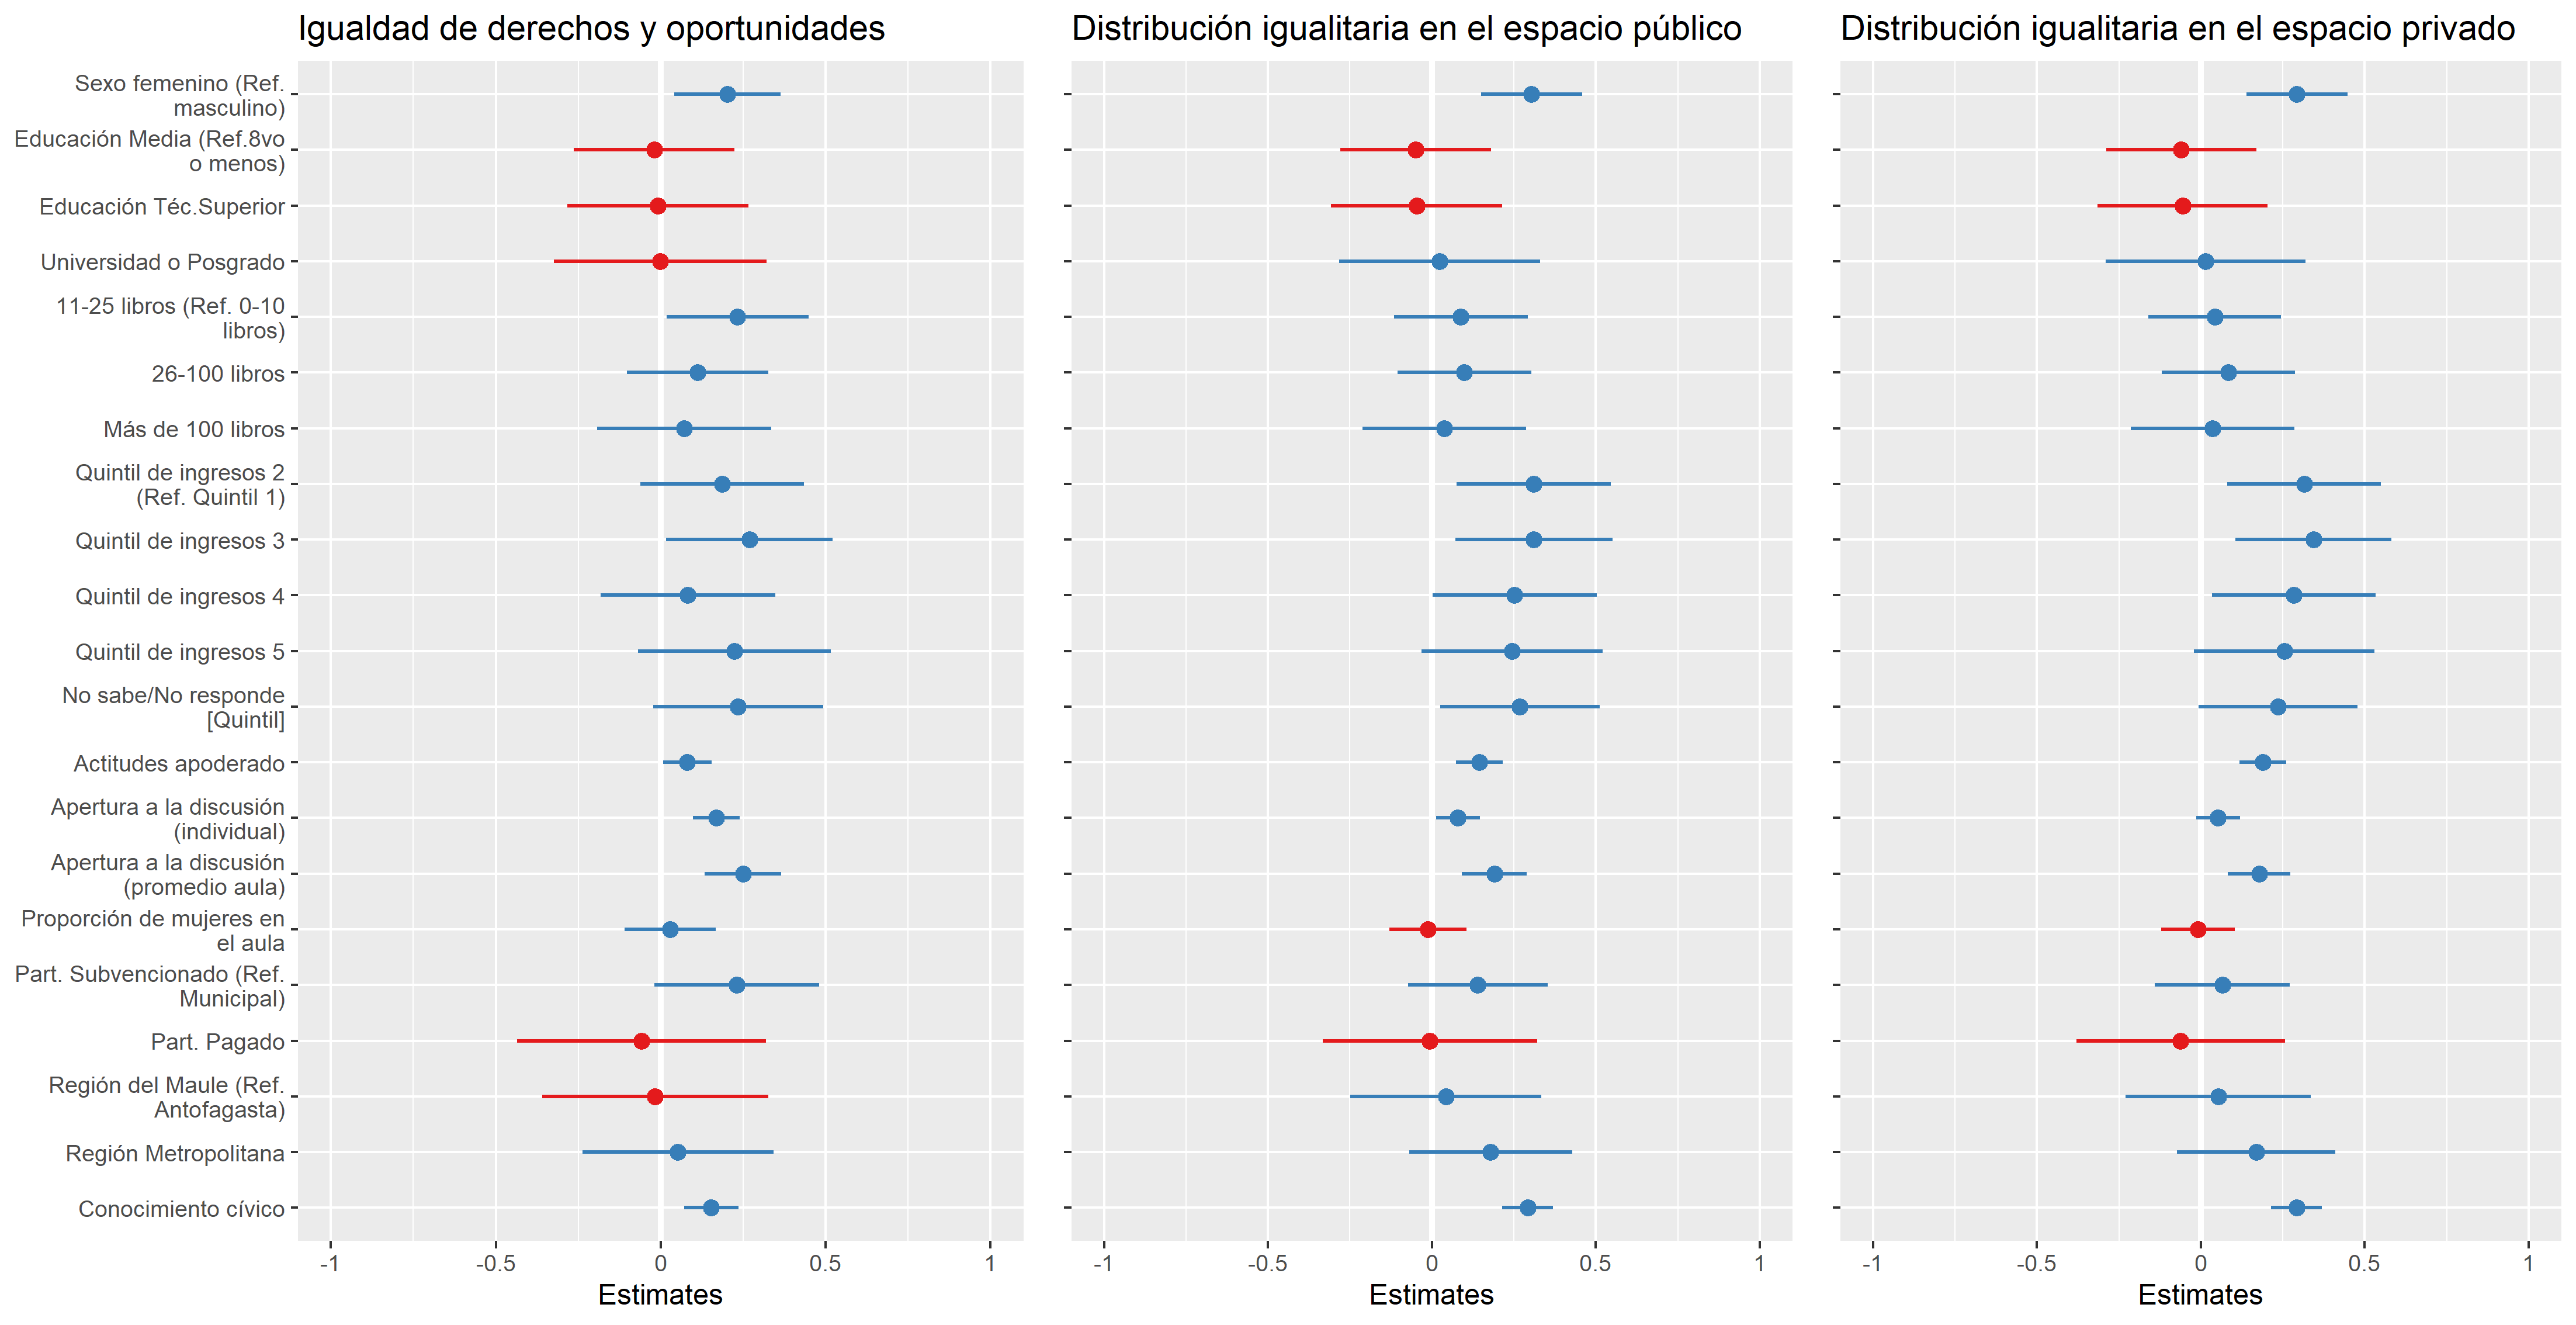 Igualdad de derechos y oportunidades
Distribución igualitaria en el espacio público
Distribución igualitaria en el espacio privado
Sexo femenino (Ref.
masculino)
Educación Media (Ref.8vo
o menos)
Educación Téc.Superior
Universidad o Posgrado
11-25 libros (Ref. 0-10
libros)
26-100 libros
Más de 100 libros
Quintil de ingresos 2
(Ref. Quintil 1)
Quintil de ingresos 3
Quintil de ingresos 4
Quintil de ingresos 5
No sabe/No responde
[Quintil]
Actitudes apoderado
Apertura a la discusión
(individual)
Apertura a la discusión
(promedio aula)
Proporción de mujeres en
el aula
Part. Subvencionado (Ref.
Municipal)
Part. Pagado
Región del Maule (Ref.
Antofagasta)
Región Metropolitana
Conocimiento cívico
-1 -0.5 0 0.5 1
Estimates
-1 -0.5 0 0.5 1
Estimates
-1 -0.5 0 0.5 1
Estimates